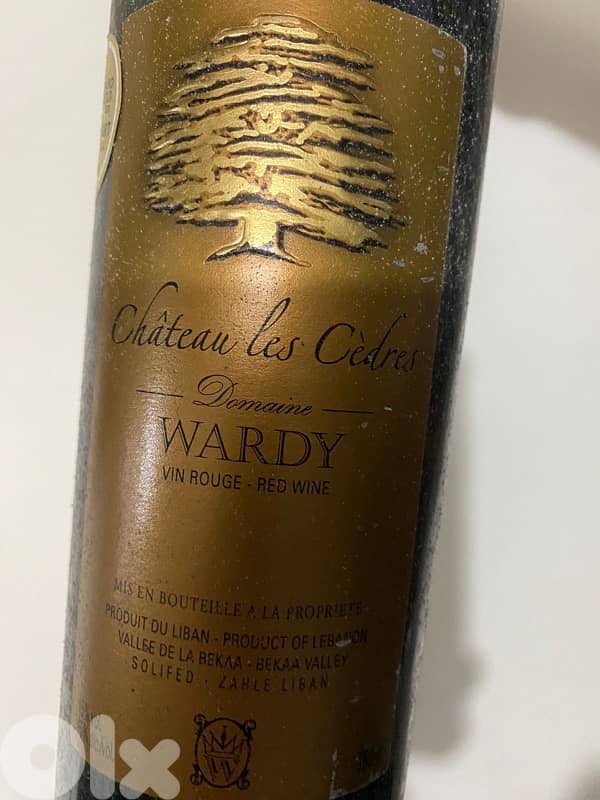 Château les Cèdres
Domaine
WARDY
VIN ROUGE - RED WINE
MIS EN BOUTEILLE A LA PROPRIETE
PRODUIT DU LIBAN - PRODUCT OF LEBANON
VALLEE DE LA BEKAA - BEKAA VALLEY
SOLIFED - ZAHLE LIBAN
olx